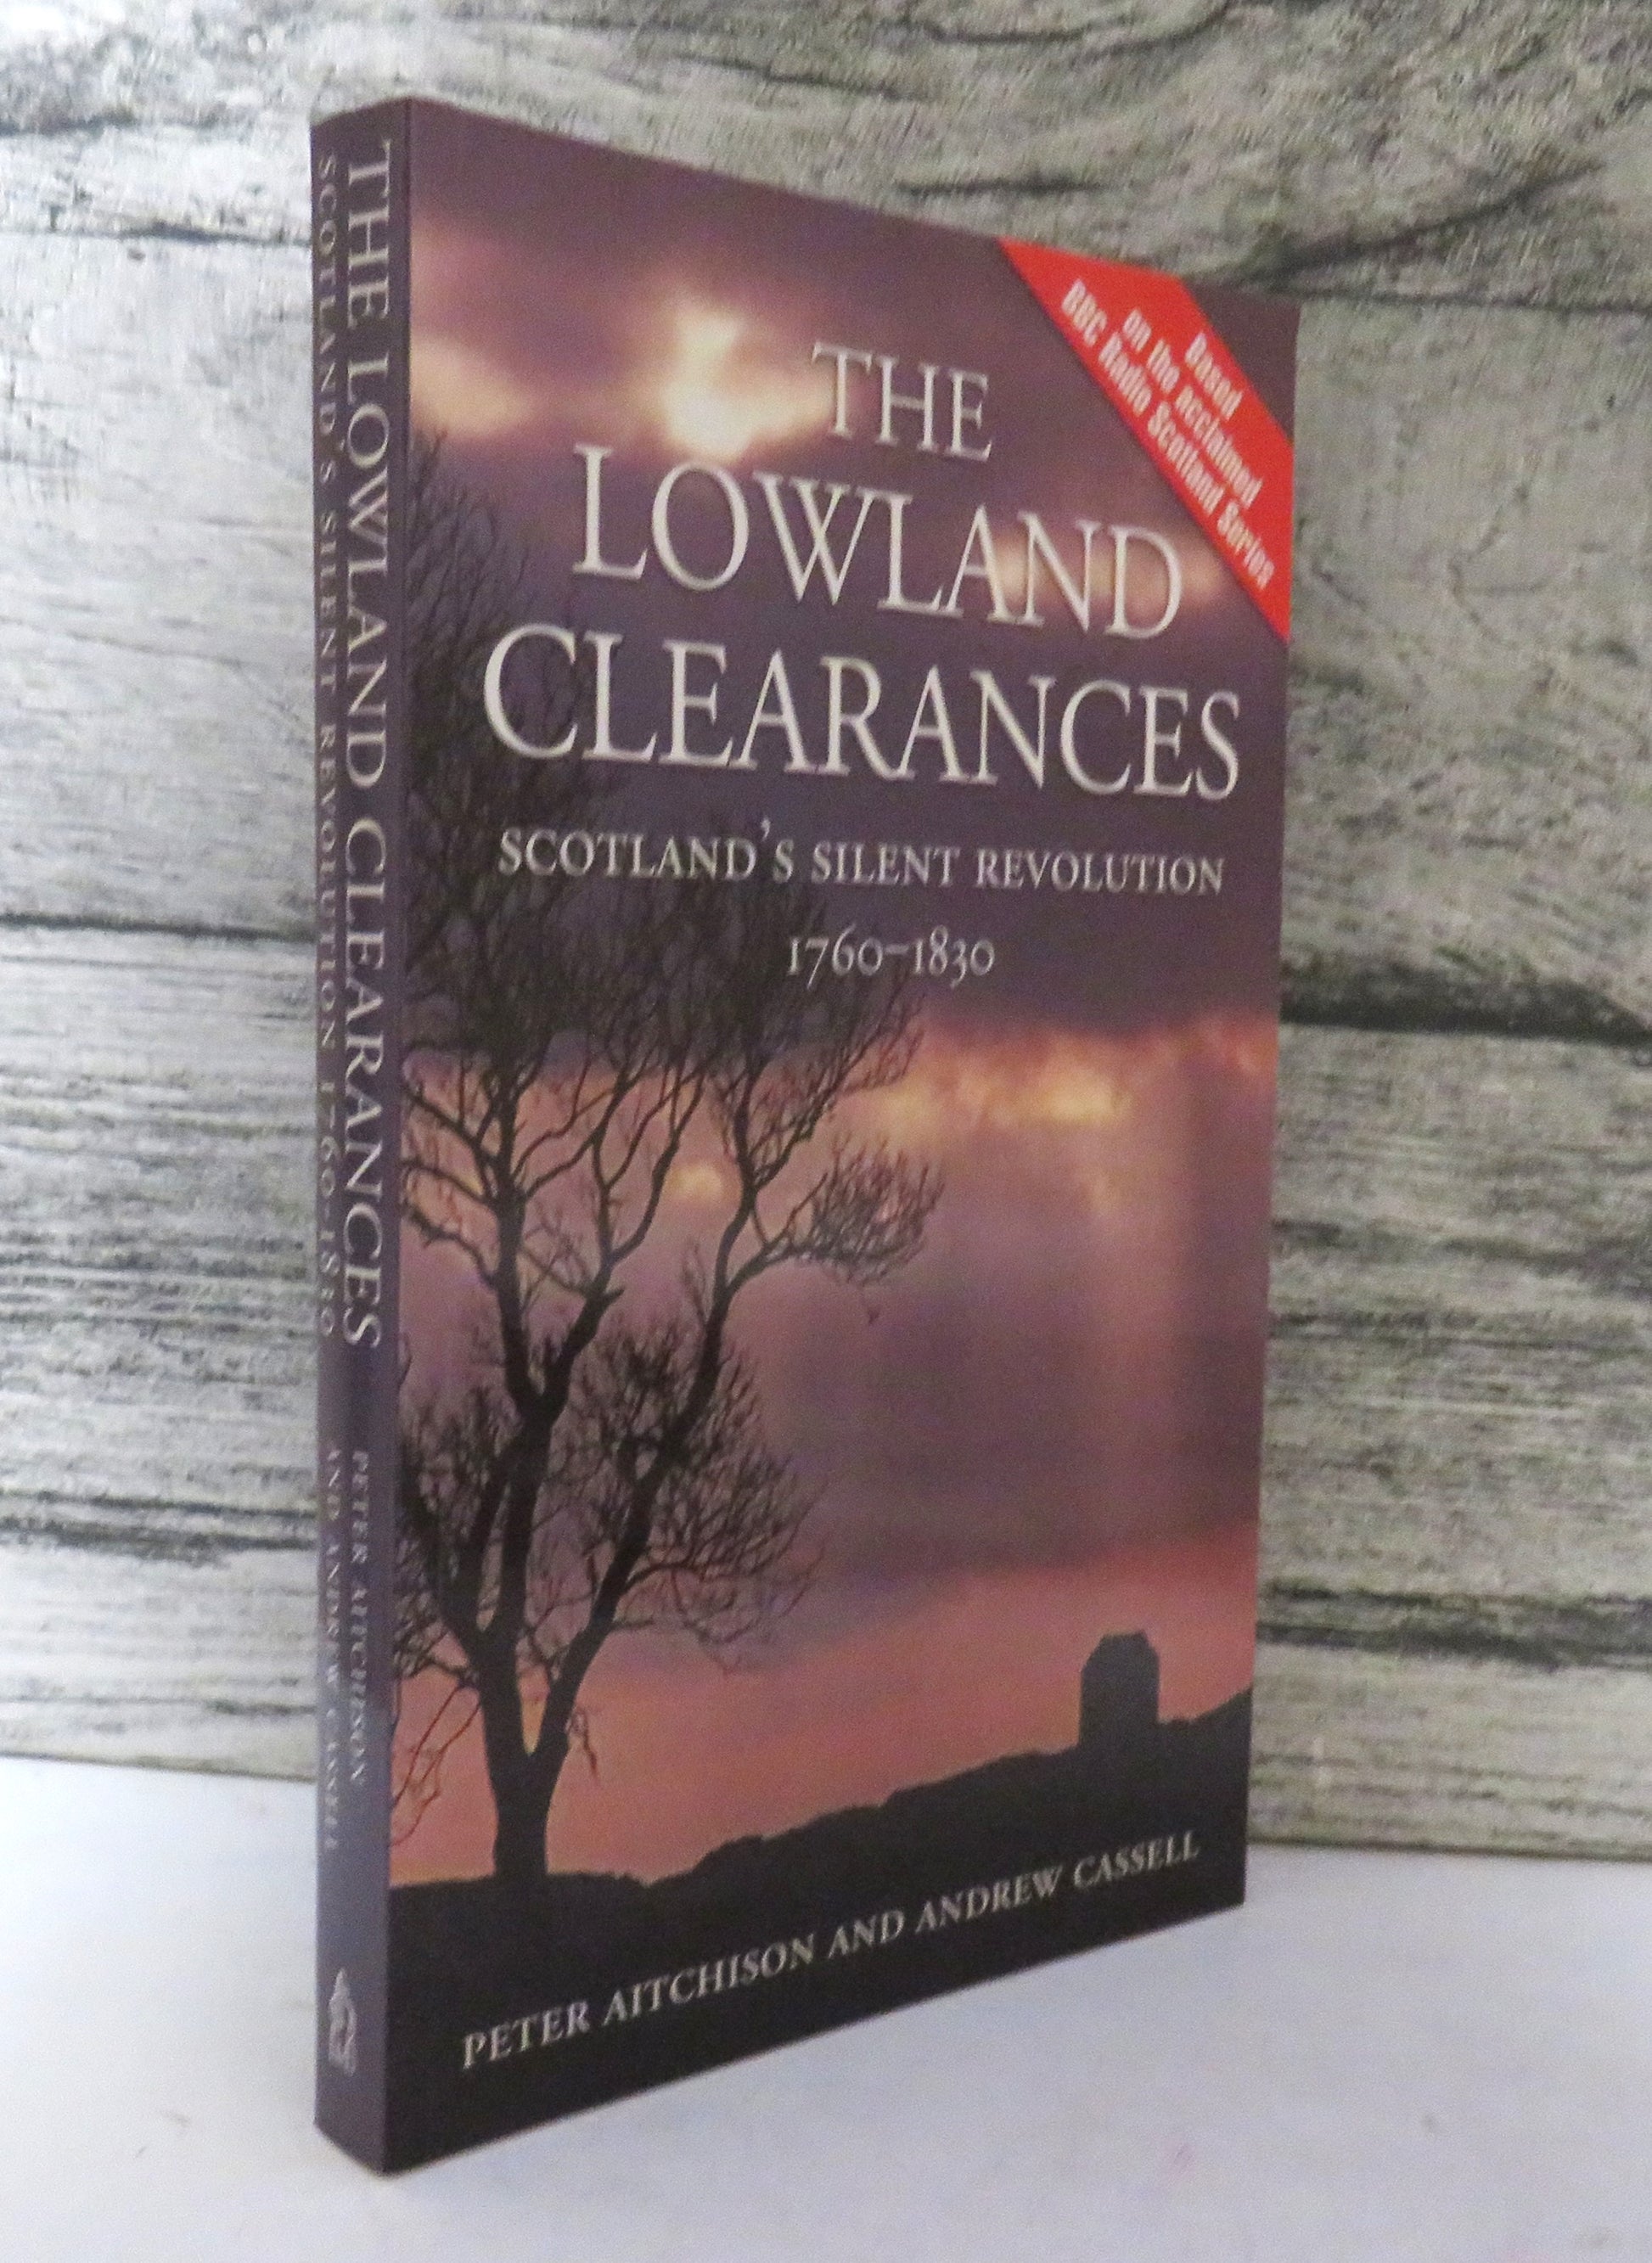 THE LOWLAND CLEARANCES
SCOTLAND'S SILENT REVOLUTION 1760–1830
PETER AITCHISON
AND ANDREW CASSELL
Based
on the acclaimed
BBC Radio Scotland Series
THE
LOWLAND
CLEARANCES
SCOTLAND'S SILENT REVOLUTION
1760–1830
PETER AITCHISON AND ANDREW CASSELL